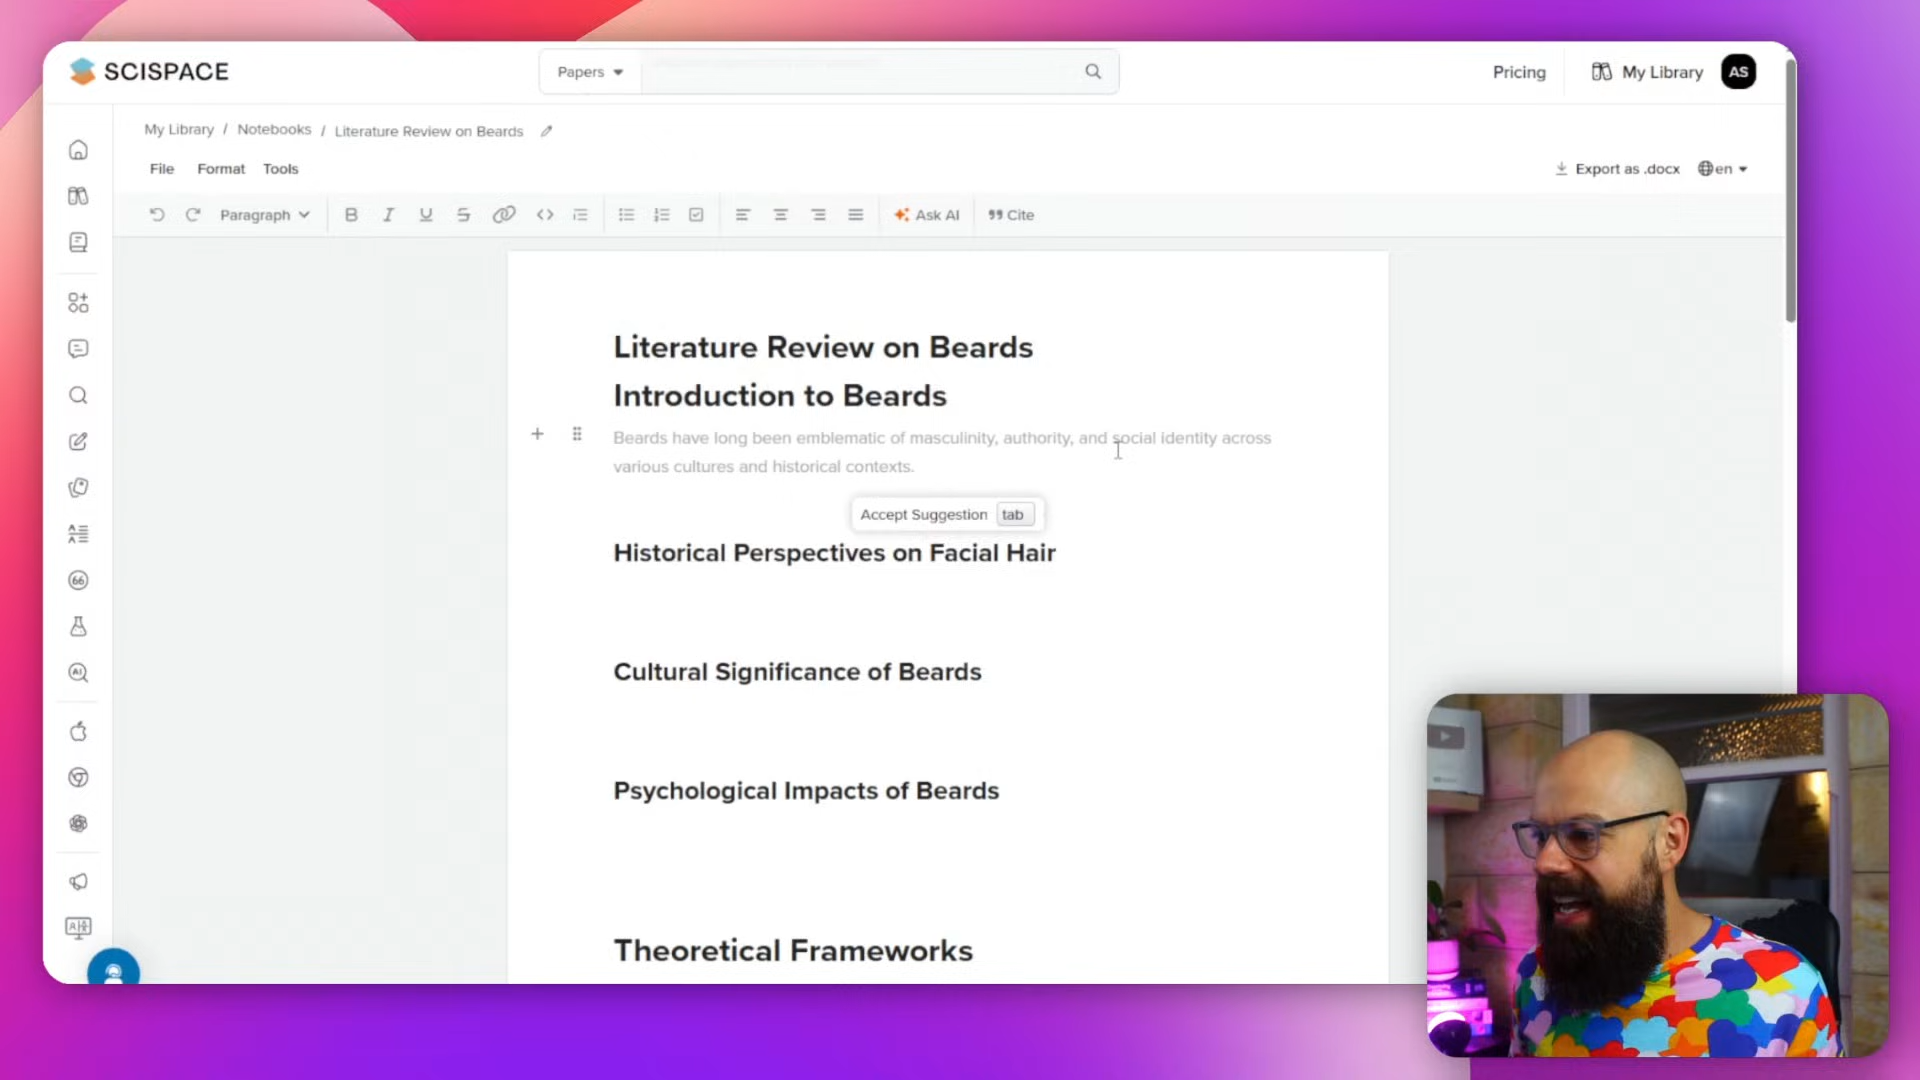 SCISPACE
Papers
Pricing
My Library
AS
My Library / Notebooks / Literature Review on Beards
File Format Tools
Export as .docx
en
Paragraph
B I U S
Ask AI
Cite
Literature Review on Beards
Introduction to Beards
Beards have long been emblematic of masculinity, authority, and social identity across
various cultures and historical contexts.
Accept Suggestion tab
Historical Perspectives on Facial Hair
Cultural Significance of Beards
Psychological Impacts of Beards
Theoretical Frameworks